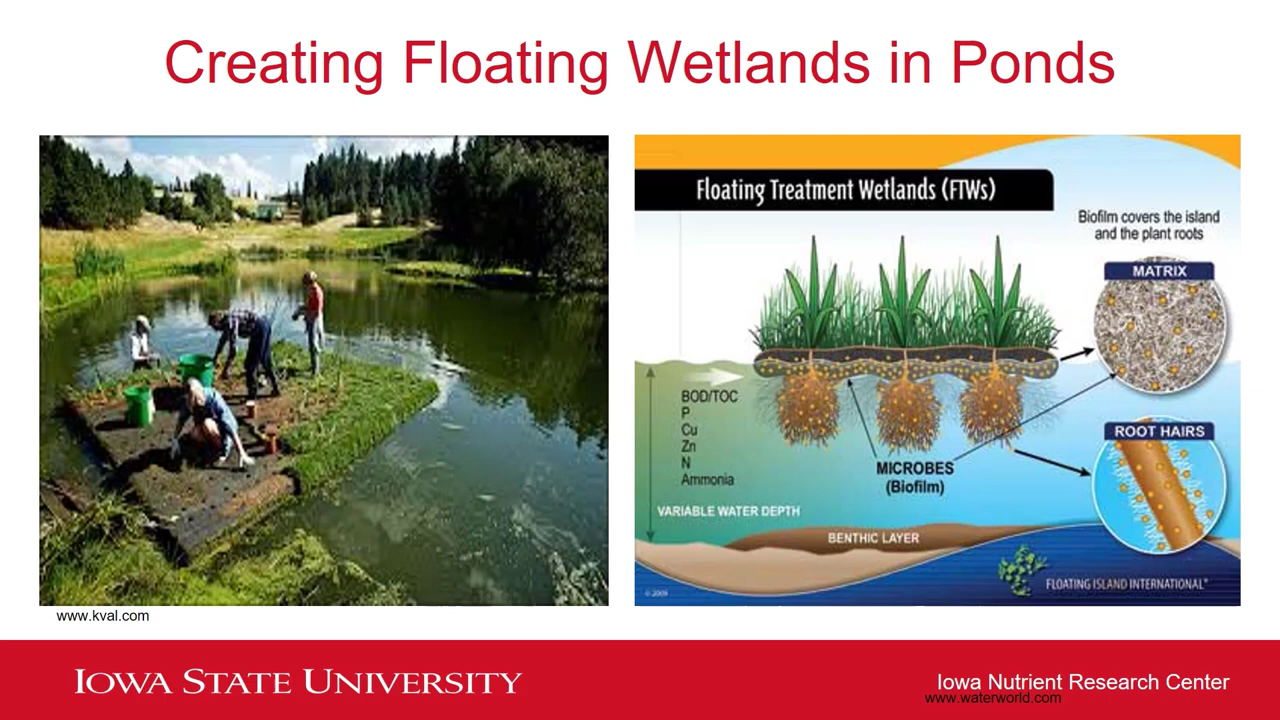 Creating Floating Wetlands in Ponds
www.kval.com
Floating Treatment Wetlands (FTWs)
Biofilm covers the island
and the plant roots
MATRIX
BOD/TOC
P
Cu
Zn
N
Ammonia
MICROBES
(Biofilm)
ROOT HAIRS
VARIABLE WATER DEPTH
BENTHIC LAYER
FLOATING ISLAND INTERNATIONAL®
© 2009
IOWA STATE UNIVERSITY
Iowa Nutrient Research Center
www.waterworld.com